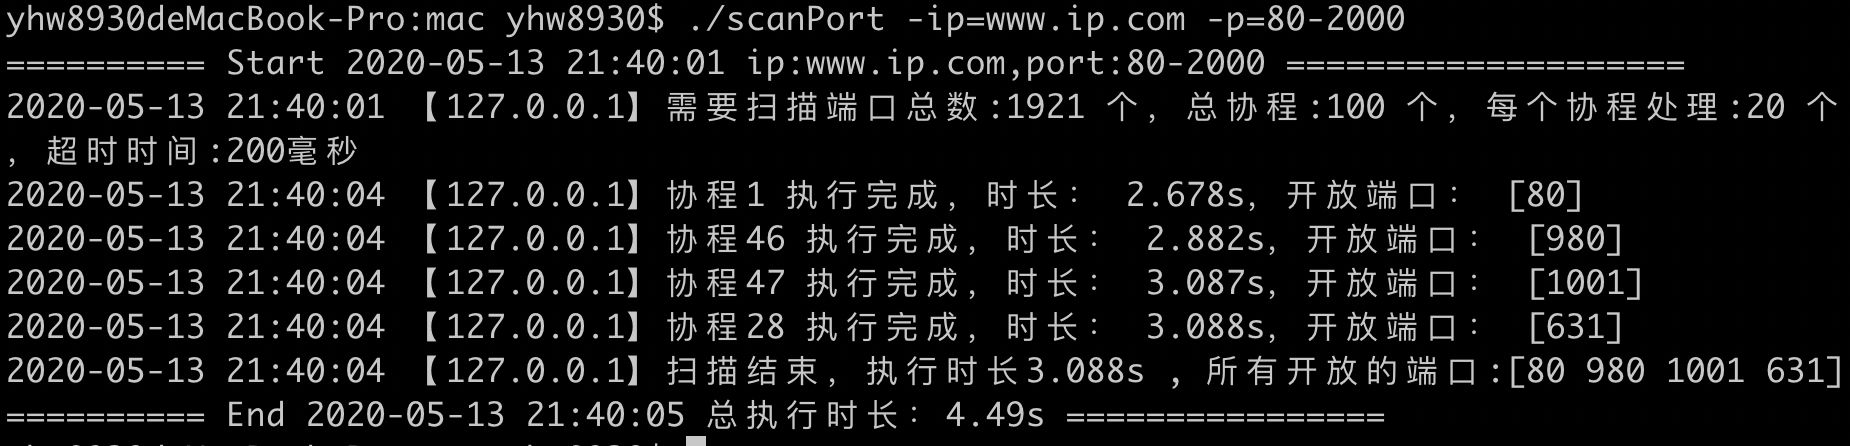 yhw8930deMacBook-Pro:mac yhw8930$ ./scanPort -ip=www.ip.com -p=80-2000
========== Start 2020-05-13 21:40:01 ip:www.ip.com,port:80-2000 ====================
2020-05-13 21:40:01 【127.0.0.1】需要扫描端口总数:1921 个，总协程:100 个，每个协程处理:20 个
，超时时间:200毫秒
2020-05-13 21:40:04 【127.0.0.1】协程1 执行完成，时长： 2.678s，开放端口： [80]
2020-05-13 21:40:04 【127.0.0.1】协程46 执行完成，时长： 2.882s，开放端口： [980]
2020-05-13 21:40:04 【127.0.0.1】协程47 执行完成，时长： 3.087s，开放端口： [1001]
2020-05-13 21:40:04 【127.0.0.1】协程28 执行完成，时长： 3.088s，开放端口： [631]
2020-05-13 21:40:04 【127.0.0.1】扫描结束，执行时长3.088s , 所有开放的端口:[80 980 1001 631]
========== End 2020-05-13 21:40:05 总执行时长：4.49s ================